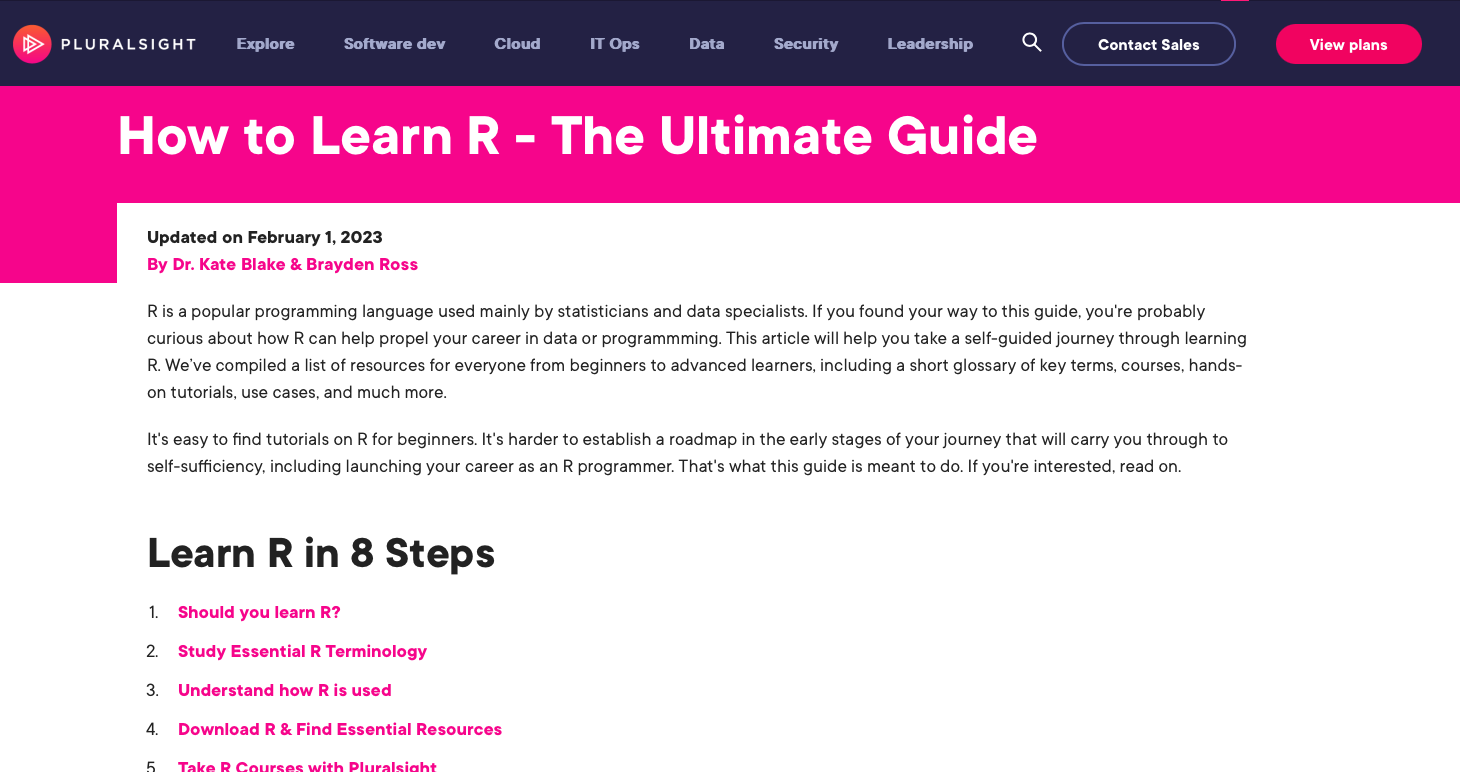 PLURALSIGHT Explore Software dev Cloud IT Ops Data Security Leadership Contact Sales View plans
How to Learn R - The Ultimate Guide
Updated on February 1, 2023
By Dr. Kate Blake & Brayden Ross
R is a popular programming language used mainly by statisticians and data specialists. If you found your way to this guide, you're probably
curious about how R can help propel your career in data or programmming. This article will help you take a self-guided journey through learning
R. We’ve compiled a list of resources for everyone from beginners to advanced learners, including a short glossary of key terms, courses, hands-
on tutorials, use cases, and much more.
It's easy to find tutorials on R for beginners. It's harder to establish a roadmap in the early stages of your journey that will carry you through to
self-sufficiency, including launching your career as an R programmer. That's what this guide is meant to do. If you're interested, read on.
Learn R in 8 Steps
1. Should you learn R?
2. Study Essential R Terminology
3. Understand how R is used
4. Download R & Find Essential Resources
5. Take R Courses with Pluralsight